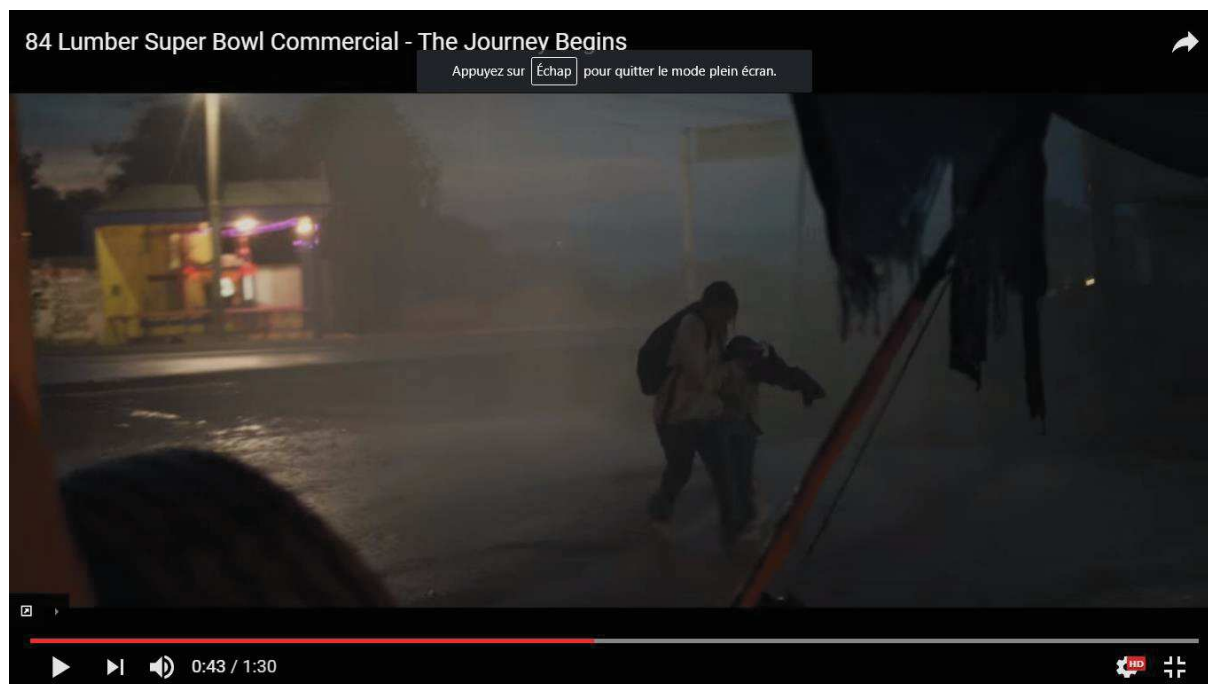 84 Lumber Super Bowl Commercial - The Journey Begins
Appuyez sur Échap pour quitter le mode plein écran.
0:43 / 1:30
HD